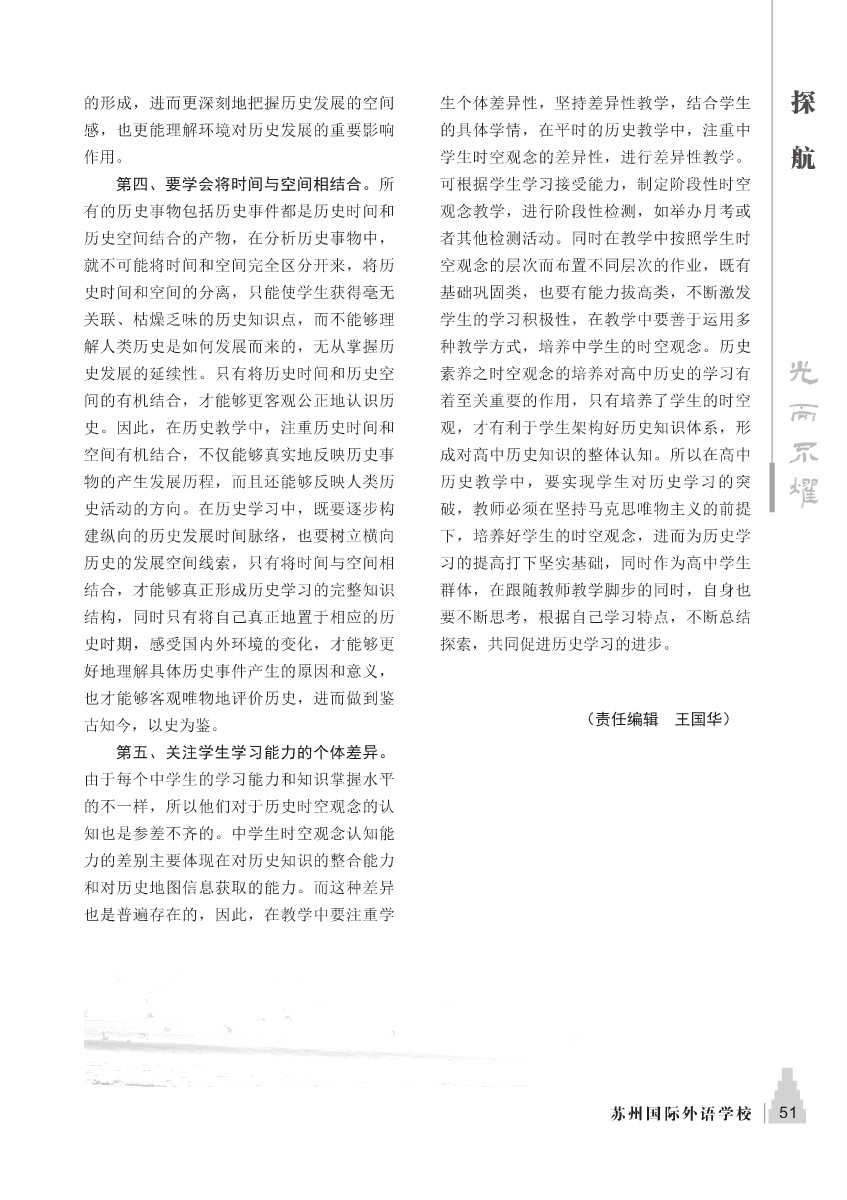 的形成，进而更深刻地把握历史发展的空间
感，也更能理解环境对历史发展的重要影响
作用。
第四、要学会将时间与空间相结合。所
有的历史事物包括历史事件都是历史时间和
历史空间结合的产物，在分析历史事物中，
就不可能将时间和空间完全区分开来，将历
史时间和空间的分离，只能使学生获得毫无
关联、枯燥乏味的历史知识点，而不能够理
解人类历史是如何发展而来的，无从掌握历
史发展的延续性。只有将历史时间和历史空
间的有机结合，才能够更客观公正地认识历
史。因此，在历史教学中，注重历史时间和
空间有机结合，不仅能够真实地反映历史事
物的产生发展历程，而且还能够反映人类历
史活动的方向。在历史学习中，既要逐步构
建纵向的历史发展时间脉络，也要树立横向
历史的发展空间线索，只有将时间与空间相
结合，才能够真正形成历史学习的完整知识
结构，同时只有将自己真正地置于相应的历
史时期，感受国内外环境的变化，才能够更
好地理解具体历史事件产生的原因和意义，
也才能够客观唯物地评价历史，进而做到鉴
古知今，以史为鉴。
第五、关注学生学习能力的个体差异。
由于每个中学生的学习能力和知识掌握水平
的不一样，所以他们对于历史时空观念的认
知也是参差不齐的。中学生时空观念认知能
力的差别主要体现在对历史知识的整合能力
和对历史地图信息获取的能力。而这种差异
也是普遍存在的，因此，在教学中要注重学
生个体差异性，坚持差异性教学，结合学生
的具体学情，在平时的历史教学中，注重中
学生时空观念的差异性，进行差异性教学。
可根据学生学习接受能力，制定阶段性时空
观念教学，进行阶段性检测，如举办月考或
者其他检测活动。同时在教学中按照学生时
空观念的层次而布置不同层次的作业，既有
基础巩固类，也要有能力拔高类，不断激发
学生的学习积极性，在教学中要善于运用多
种教学方式，培养中学生的时空观念。历史
素养之时空观念的培养对高中历史的学习有
着至关重要的作用，只有培养了学生的时空
观，才有利于学生架构好历史知识体系，形
成对高中历史知识的整体认知。所以在高中
历史教学中，要实现学生对历史学习的突
破，教师必须在坚持马克思唯物主义的前提
下，培养好学生的时空观念，进而为历史学
习的提高打下坚实基础，同时作为高中学生
群体，在跟随教师教学脚步的同时，自身也
要不断思考，根据自己学习特点，不断总结
探索，共同促进历史学习的进步。
（责任编辑　王国华）
探航
光而不耀
苏州国际外语学校
51